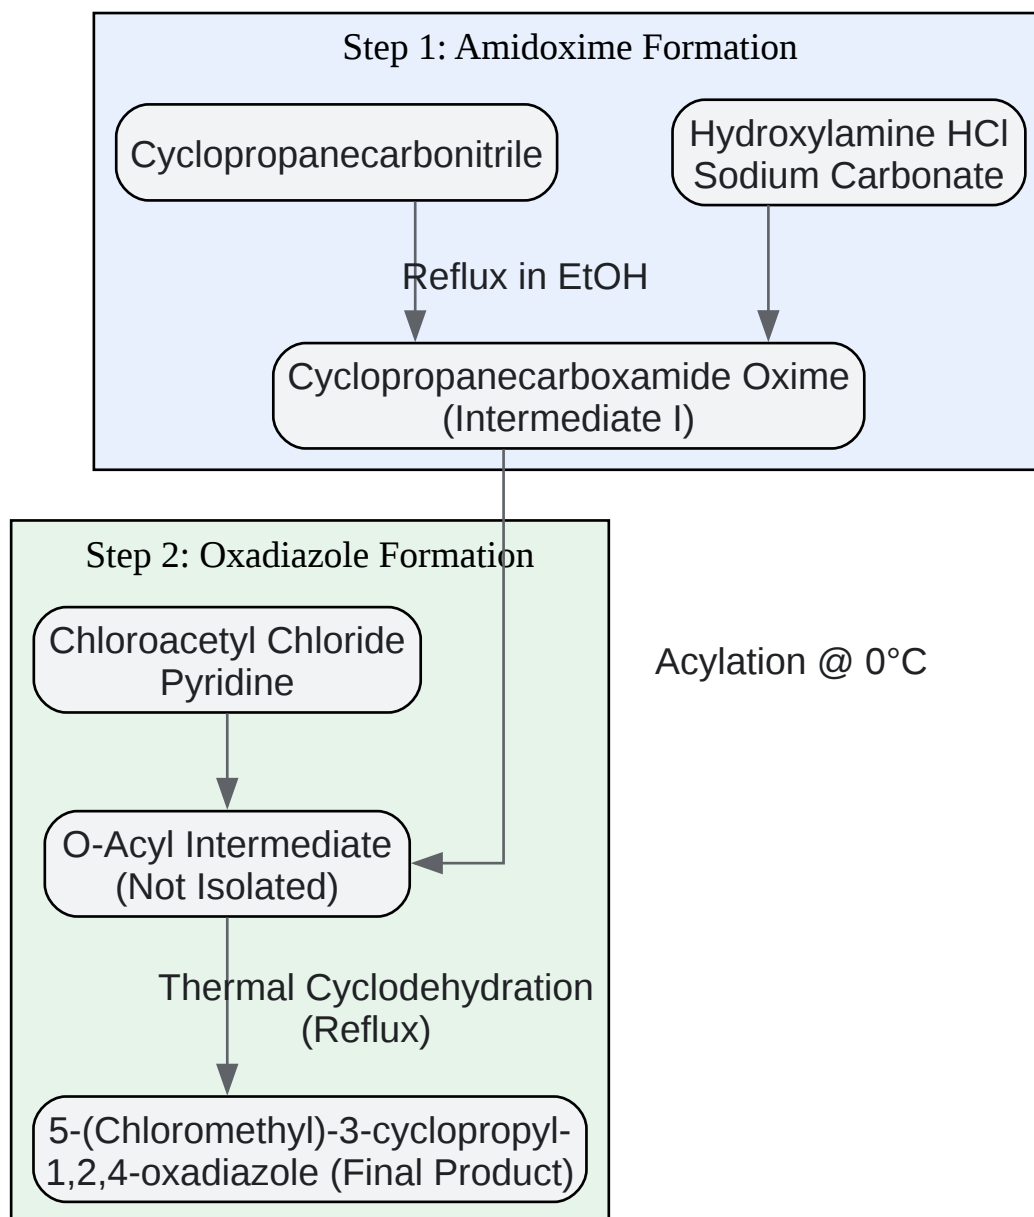 Step 1: Amidoxime Formation
Cyclopropanecarbonitrile
Hydroxylamine HCl
Sodium Carbonate
Reflux in EtOH
Cyclopropanecarboxamide Oxime
(Intermediate I)
Step 2: Oxadiazole Formation
Chloroacetyl Chloride
Pyridine
Acylation @ 0°C
O-Acyl Intermediate
(Not Isolated)
Thermal Cyclodehydration
(Reflux)
5-(Chloromethyl)-3-cyclopropyl-
1,2,4-oxadiazole (Final Product)